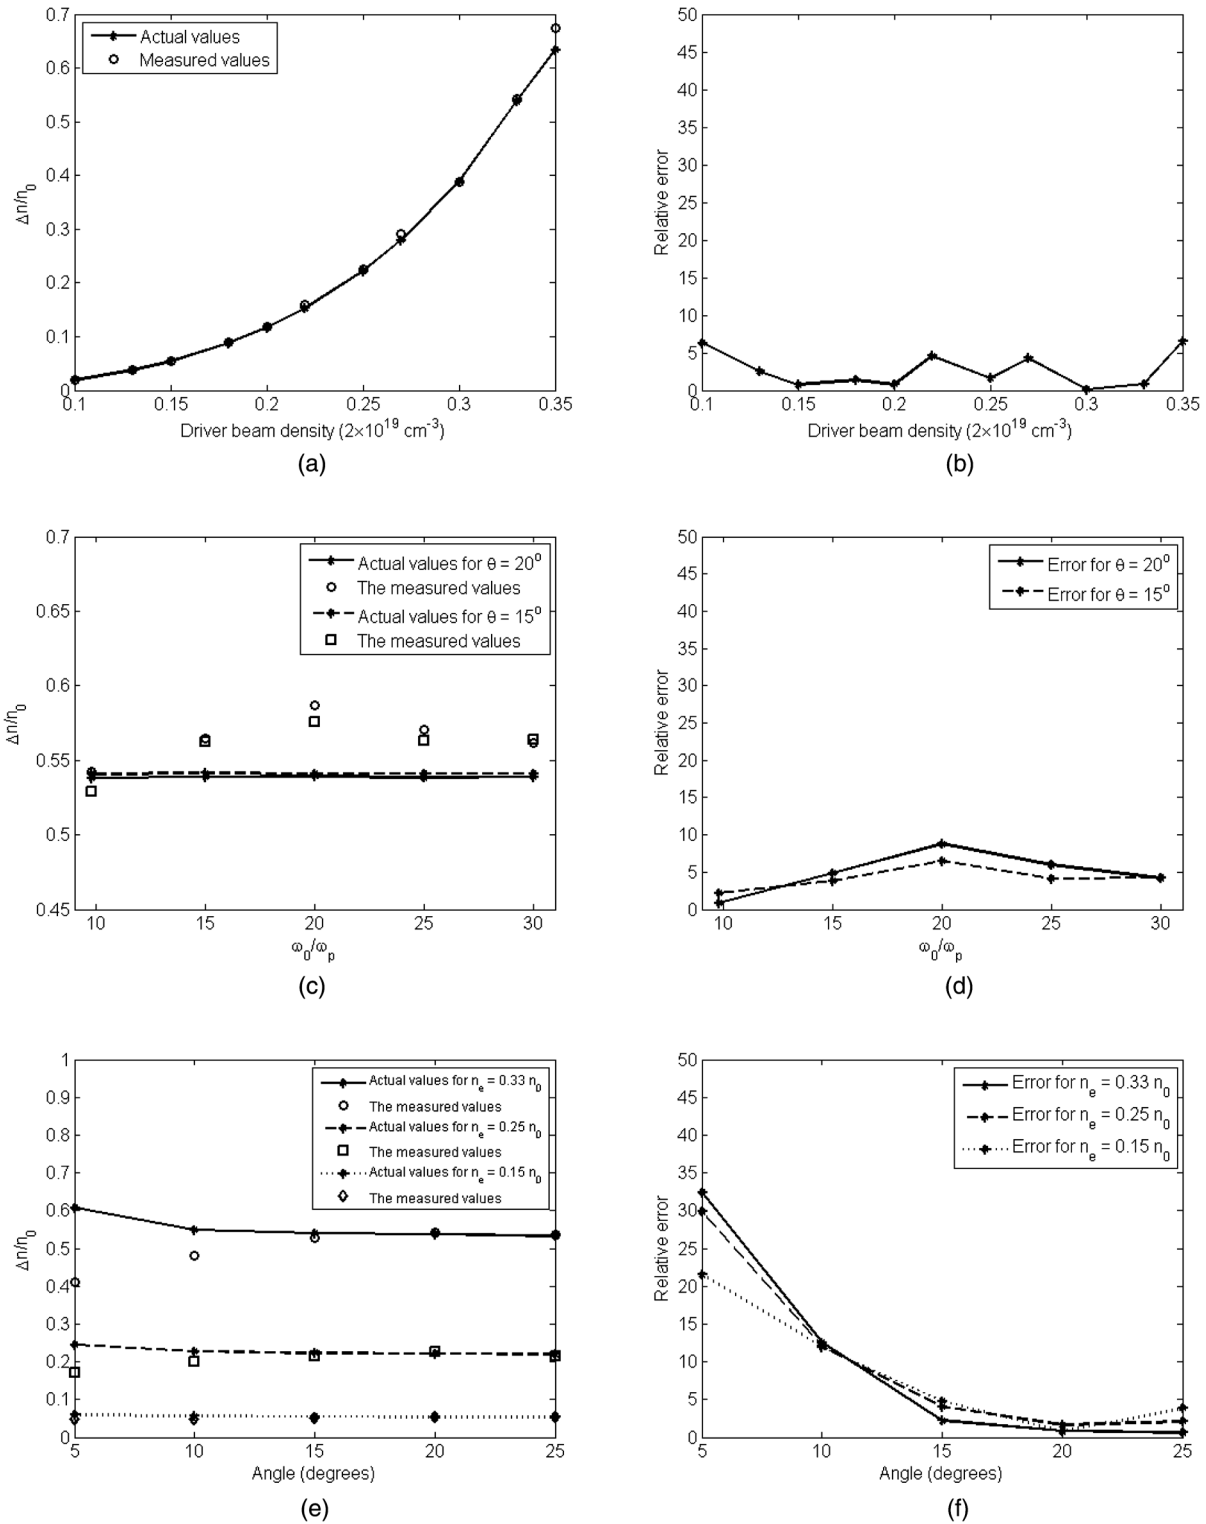 0.7
0.6
0.5
0.4
0.3
0.2
0.1
0
Δn/n0
Actual values
Measured values
0.1 0.15 0.2 0.25 0.3 0.35
Driver beam density (2×10^19 cm^-3)
(a)
50
45
40
35
30
25
20
15
10
5
0
Relative error
0.1 0.15 0.2 0.25 0.3 0.35
Driver beam density (2×10^19 cm^-3)
(b)
0.7
0.65
0.6
0.55
0.5
0.45
Δn/n0
Actual values for θ = 20°
The measured values
Actual values for θ = 15°
The measured values
10 15 20 25 30
ω0/ωp
(c)
50
45
40
35
30
25
20
15
10
5
0
Relative error
Error for θ = 20°
Error for θ = 15°
10 15 20 25 30
ω0/ωp
(d)
1
0.9
0.8
0.7
0.6
0.5
0.4
0.3
0.2
0.1
0
Δn/n0
Actual values for ne = 0.33 n0
The measured values
Actual values for ne = 0.25 n0
The measured values
Actual values for ne = 0.15 n0
The measured values
5 10 15 20 25
Angle (degrees)
(e)
50
45
40
35
30
25
20
15
10
5
0
Relative error
Error for ne = 0.33 n0
Error for ne = 0.25 n0
Error for ne = 0.15 n0
5 10 15 20 25
Angle (degrees)
(f)